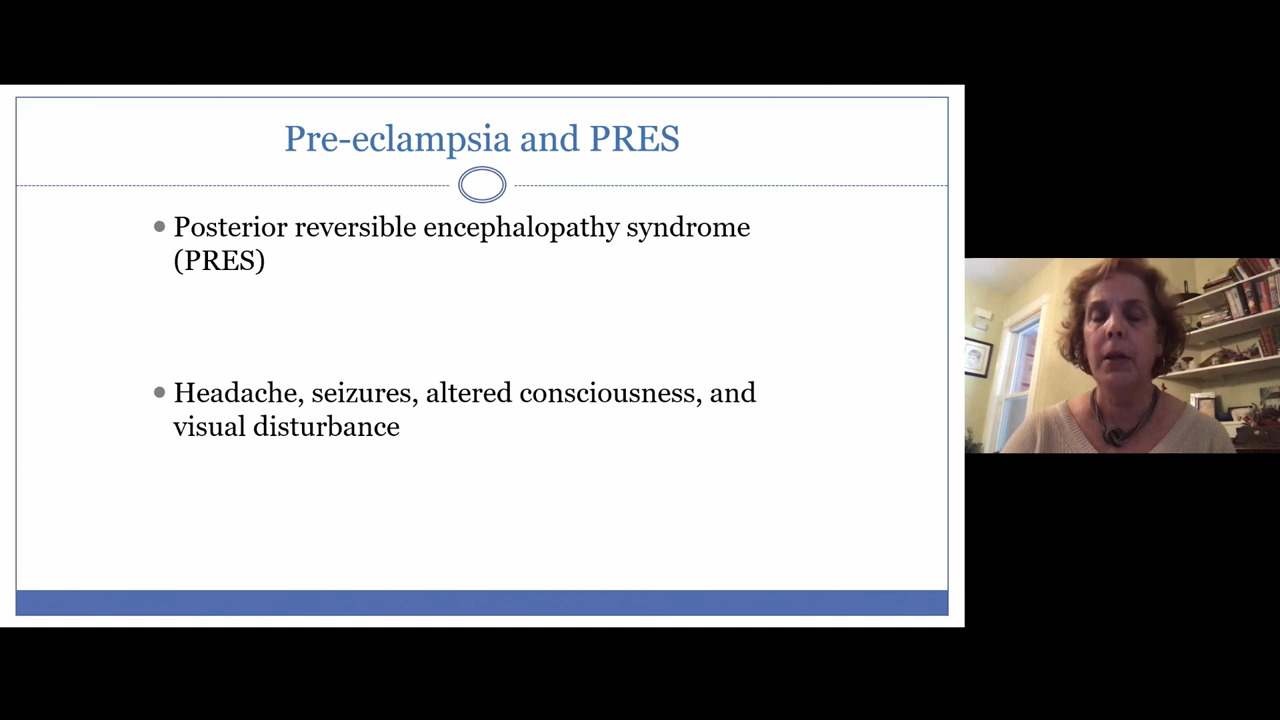 Pre-eclampsia and PRES
Posterior reversible encephalopathy syndrome
(PRES)
Headache, seizures, altered consciousness, and
visual disturbance